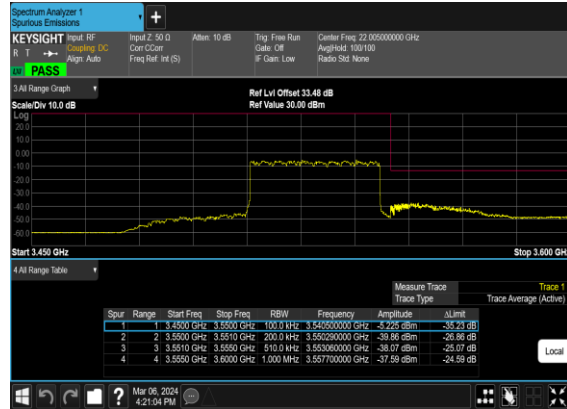 Spectrum Analyzer 1
Spurious Emissions
KEYSIGHT Input: RF Input Z: 50 Ω Atten: 10 dB Trig: Free Run Center Freq: 22.005000000 GHz
R T Coupling: DC Corr CCorr Gate: Off Avg|Hold: 100/100
Align: Auto Freq Ref: Int (S) IF Gain: Low Radio Std: None
PASS
3 All Range Graph
Ref Lvl Offset 33.48 dB
Scale/Div 10.0 dB Ref Value 30.00 dBm
Log
20.0
10.0
0.00
-10.0
-20.0
-30.0
-40.0
-50.0
-60.0
Start 3.450 GHz Stop 3.600 GHz
4 All Range Table
Measure Trace Trace 1
Trace Type Trace Average (Active)
Spur Range Start Freq Stop Freq RBW Frequency Amplitude ΔLimit
1 1 3.4500 GHz 3.5500 GHz 100.0 kHz 3.540500000 GHz -5.225 dBm -35.23 dB
2 2 3.5500 GHz 3.5510 GHz 200.0 kHz 3.550290000 GHz -39.86 dBm -26.86 dB
3 3 3.5510 GHz 3.5550 GHz 510.0 kHz 3.553060000 GHz -38.07 dBm -25.07 dB
4 4 3.5550 GHz 3.6000 GHz 1.000 MHz 3.557700000 GHz -37.59 dBm -24.59 dB
Local
? Mar 06, 2024
4:21:04 PM